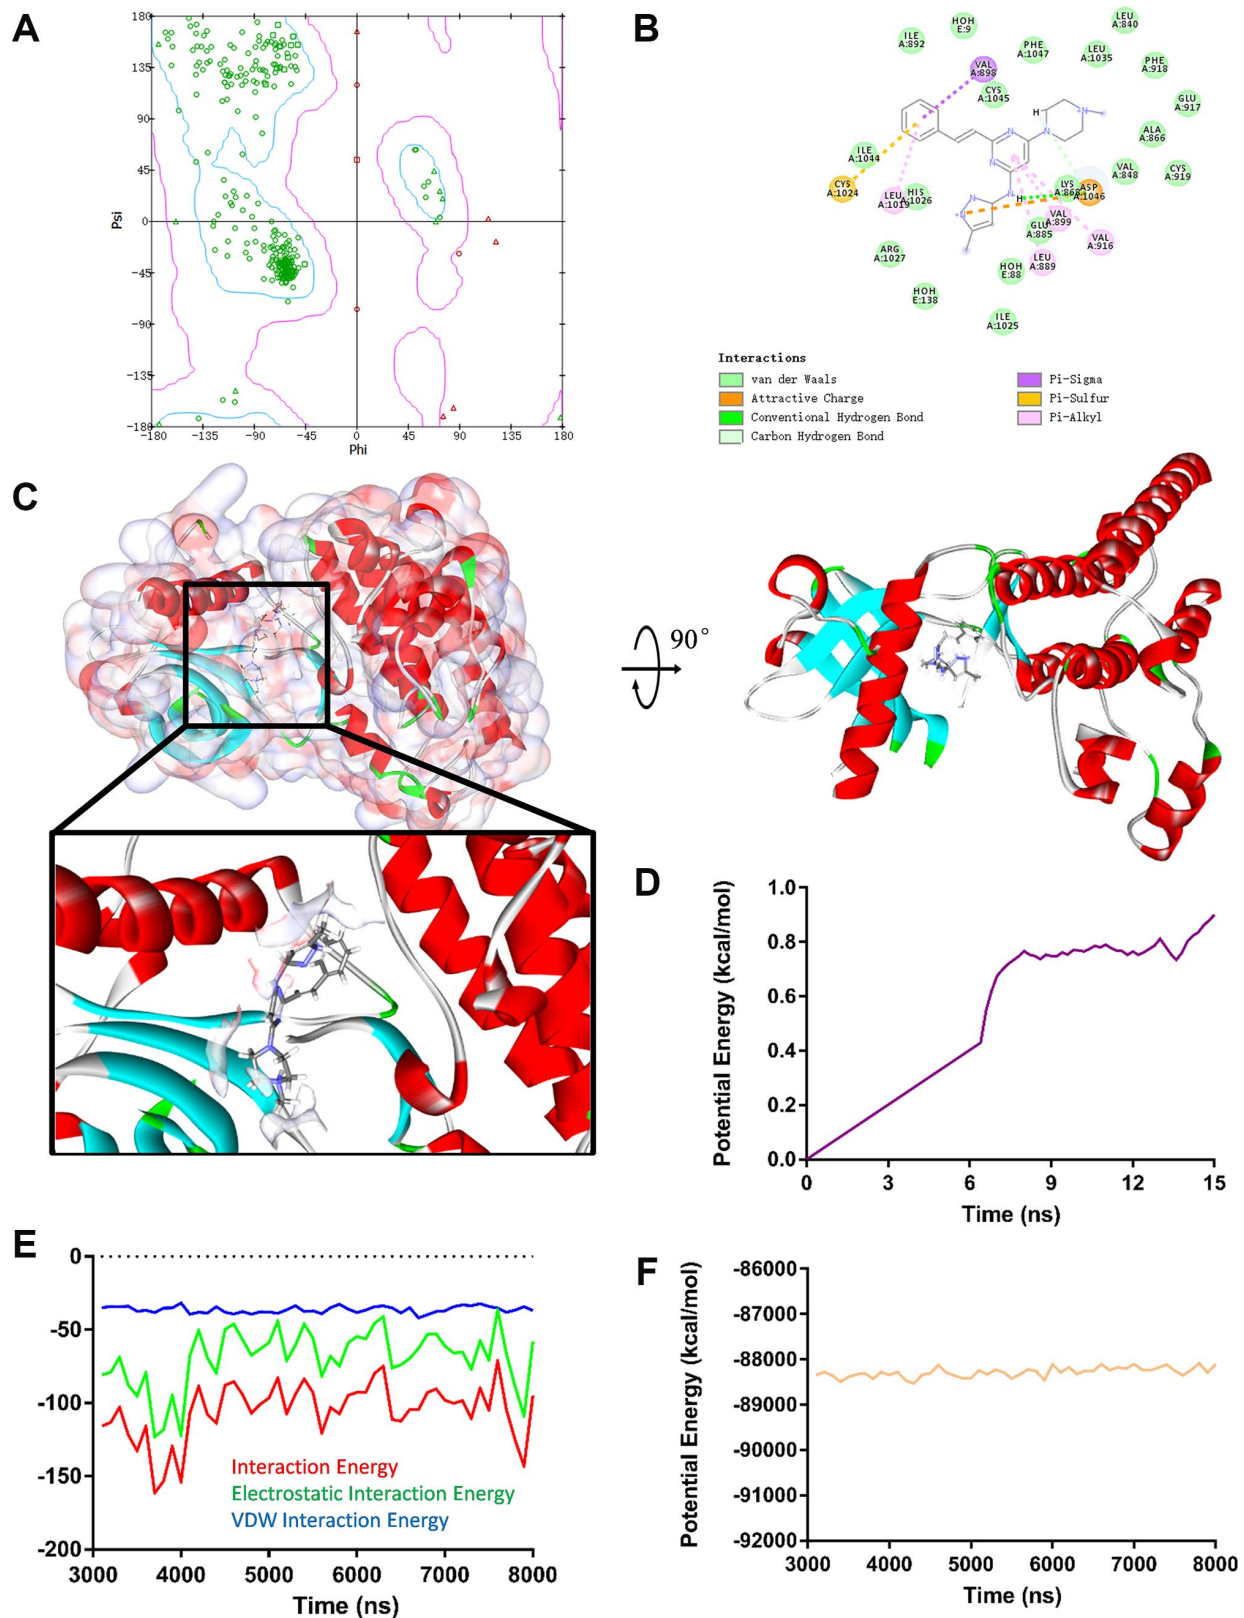 A
180
135
90
45
0
-45
-90
-135
-180
Psi
-180
-135
-90
-45
0
45
90
135
180
Phi
B
HOH
E:9
LEU
A:840
ILE
A:892
PHE
A:1047
LEU
A:1035
PHE
A:918
VAL
A:898
CYS
A:1045
GLU
A:917
ALA
A:866
ILE
A:1044
VAL
A:848
CYS
A:919
CYS
A:1024
LEU
A:1019
HIS
A:1026
LYS
A:868
ASP
A:1046
VAL
A:899
GLU
A:885
VAL
A:916
ARG
A:1027
LEU
A:889
HOH
E:88
HOH
E:138
ILE
A:1025
H
N
N
N
N
N
H
N
N
N
Interactions
van der Waals
Attractive Charge
Conventional Hydrogen Bond
Carbon Hydrogen Bond
Pi-Sigma
Pi-Sulfur
Pi-Alkyl
C
90°
D
Potential Energy (kcal/mol)
1.0
0.8
0.6
0.4
0.2
0.0
0
3
6
9
12
15
Time (ns)
E
0
-50
-100
-150
-200
Interaction Energy
Electrostatic Interaction Energy
VDW Interaction Energy
3000
4000
5000
6000
7000
8000
Time (ns)
F
Potential Energy (kcal/mol)
-86000
-87000
-88000
-89000
-90000
-91000
-92000
3000
4000
5000
6000
7000
8000
Time (ns)